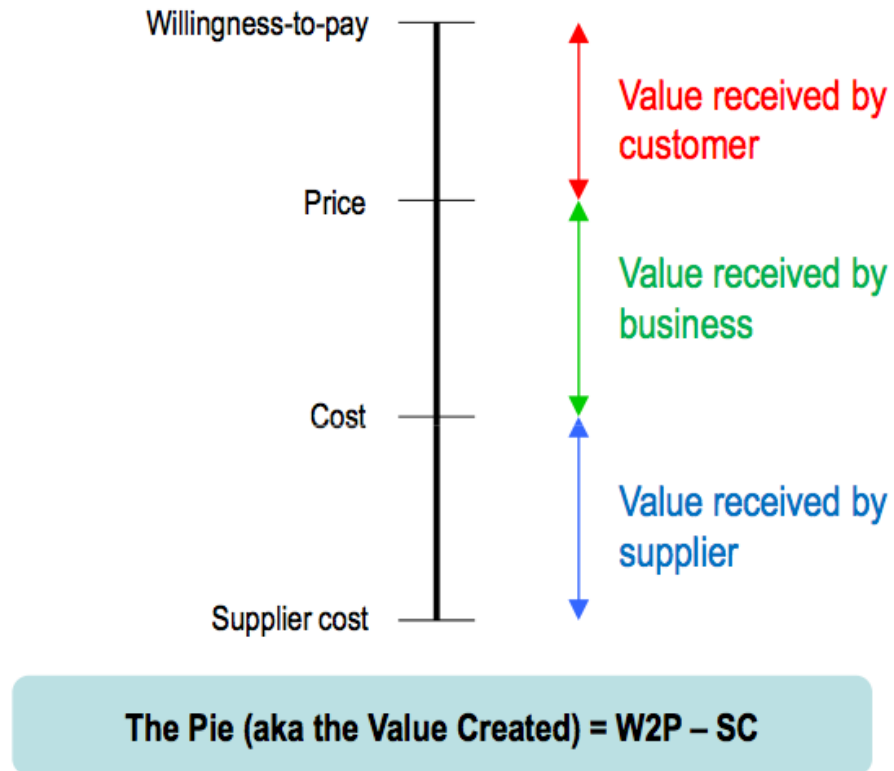 Willingness-to-pay
Value received by
customer
Price
Value received by
business
Cost
Value received by
supplier
Supplier cost
The Pie (aka the Value Created) = W2P – SC